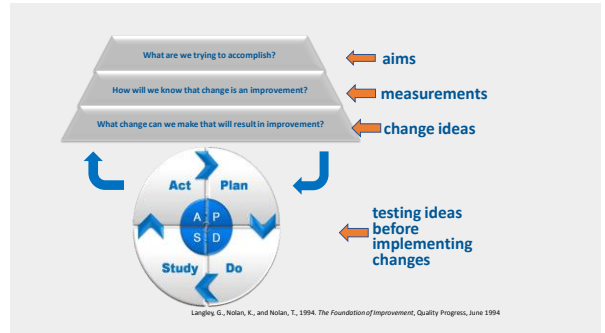 What are we trying to accomplish?
aims
How will we know that change is an improvement?
measurements
What change can we make that will result in improvement?
change ideas
Act
Plan
A P
S D
Study
Do
testing ideas
before
implementing
changes
Langley, G., Nolan, K., and Nolan, T., 1994. The Foundation of Improvement, Quality Progress, June 1994